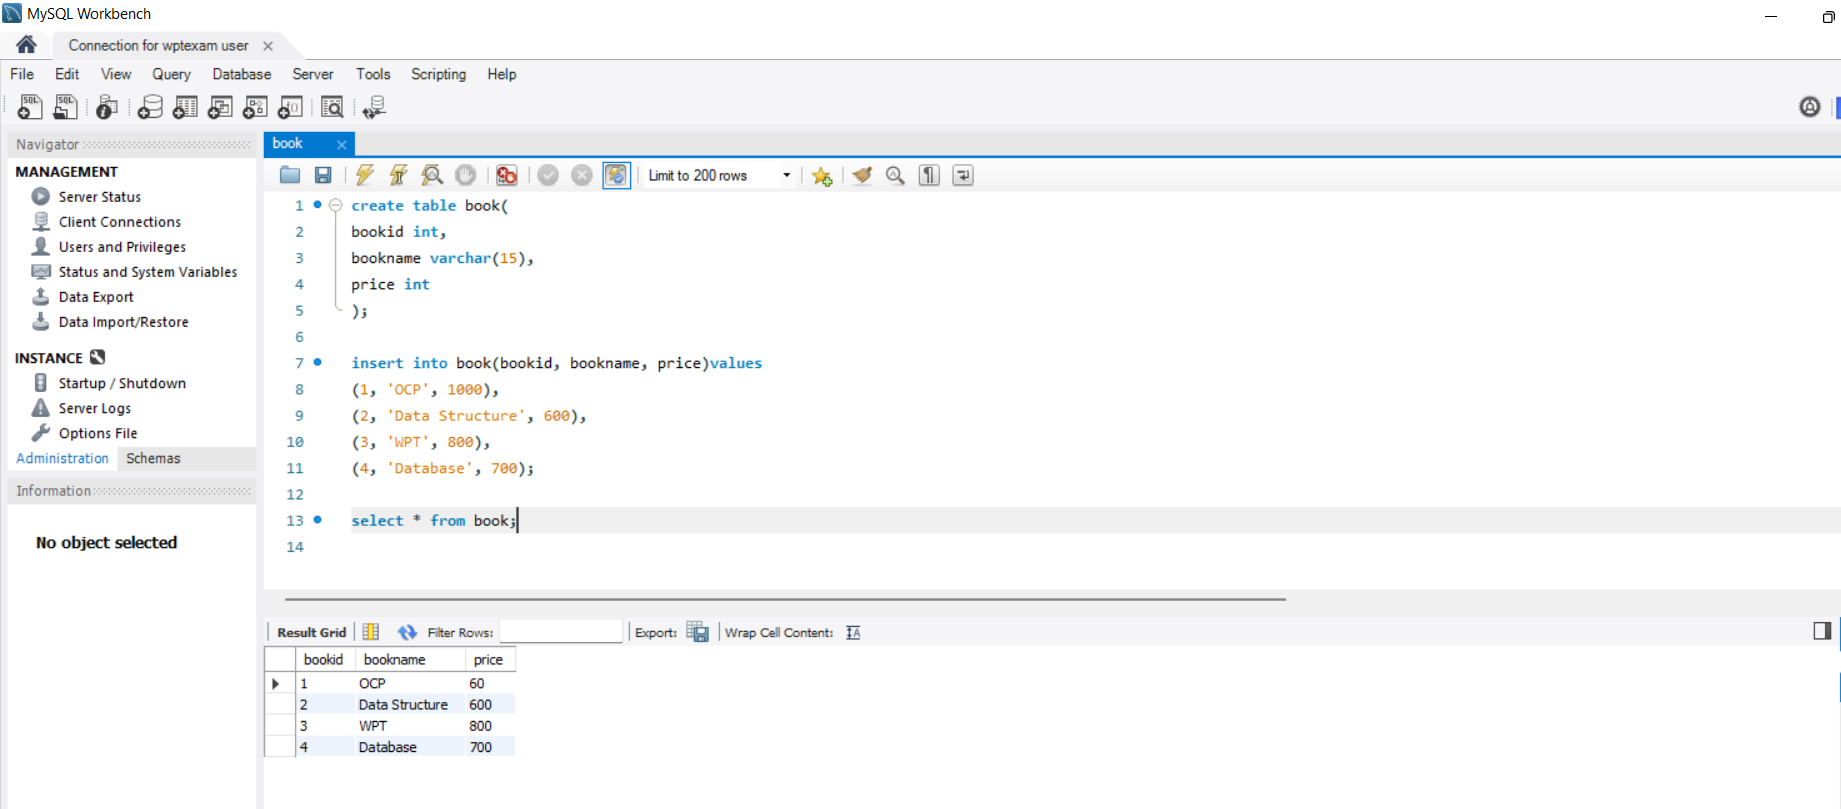 MySQL Workbench
Connection for wptexam user
File Edit View Query Database Server Tools Scripting Help
Navigator
book
MANAGEMENT
Server Status
Client Connections
Users and Privileges
Status and System Variables
Data Export
Data Import/Restore
INSTANCE
Startup / Shutdown
Server Logs
Options File
Administration Schemas
Information
No object selected
Limit to 200 rows
1 create table book(
2 bookid int,
3 bookname varchar(15),
4 price int
5 );
6
7 insert into book(bookid, bookname, price)values
8 (1, 'OCP', 1000),
9 (2, 'Data Structure', 600),
10 (3, 'WPT', 800),
11 (4, 'Database', 700);
12
13 select * from book;
14
Result Grid Filter Rows: Export: Wrap Cell Content:
bookid bookname price
1 OCP 60
2 Data Structure 600
3 WPT 800
4 Database 700